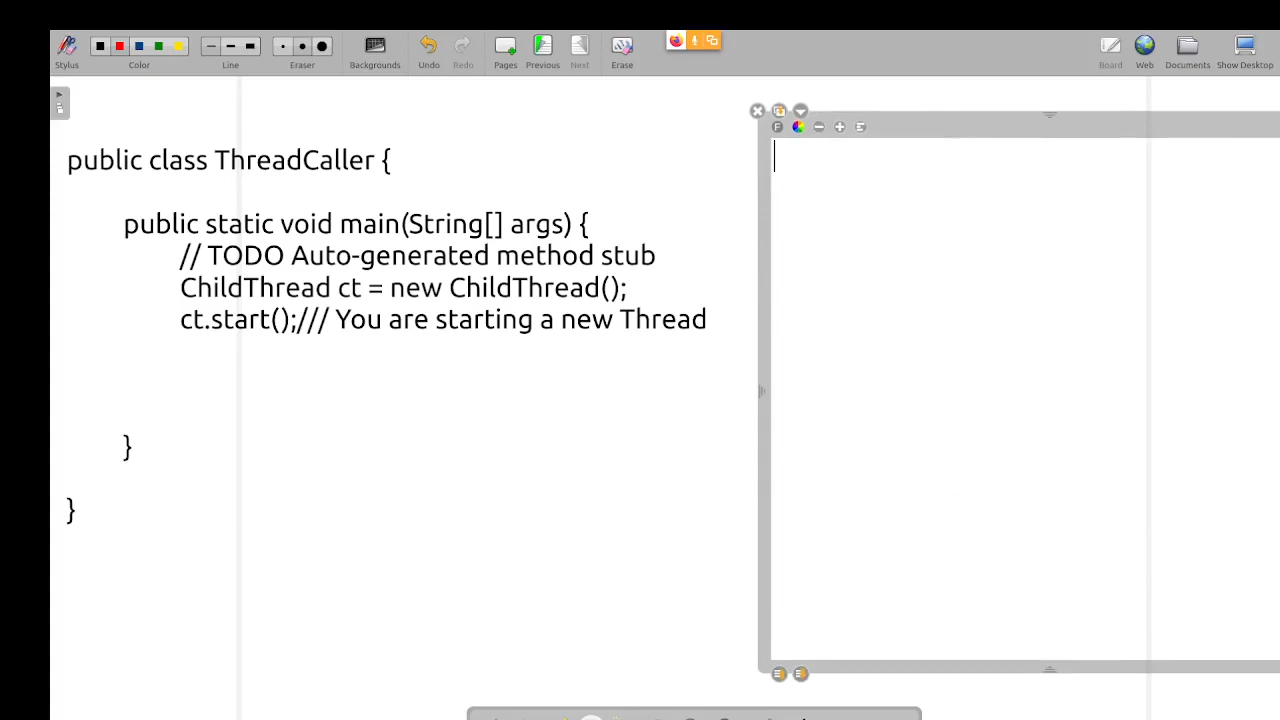 Stylus
Color
Line
Eraser
Backgrounds
Undo
Redo
Pages
Previous
Next
Erase
Board
Web
Documents
Show Desktop
F
public class ThreadCaller {
public static void main(String[] args) {
// TODO Auto-generated method stub
ChildThread ct = new ChildThread();
ct.start();/// You are starting a new Thread
}
}